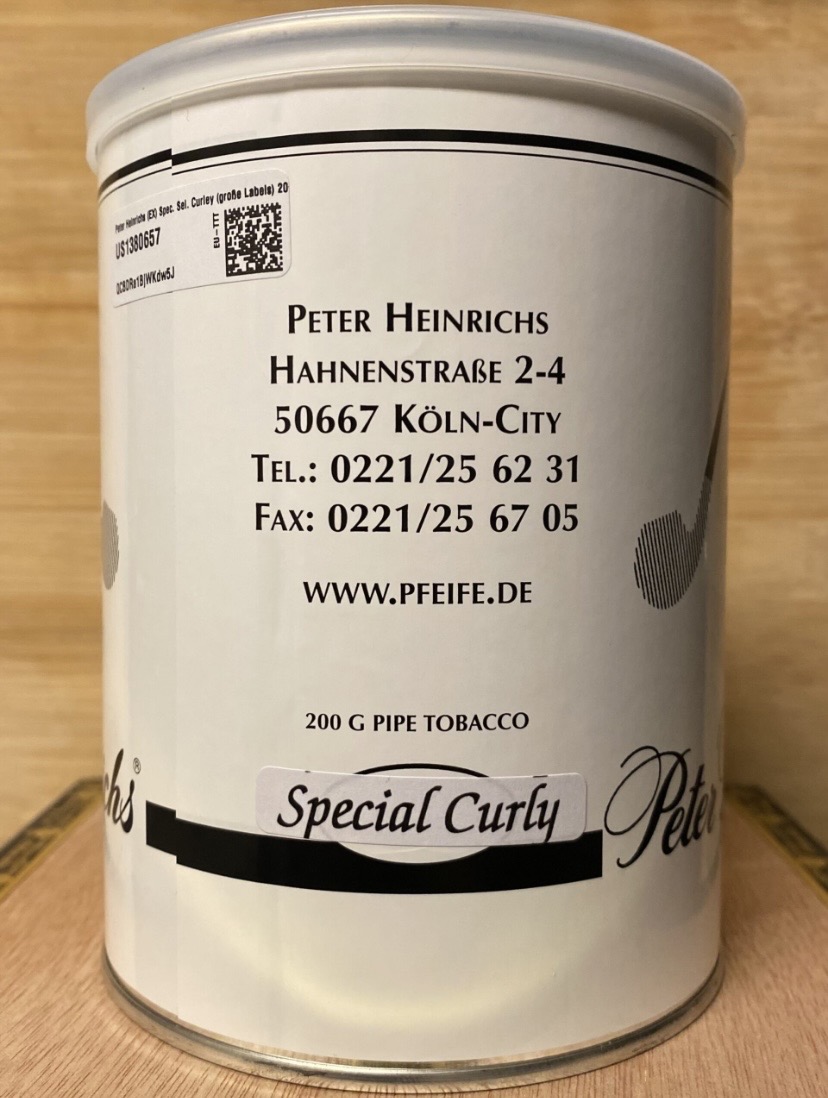 Peter Heinrichs (EX) Spec. Sel. Curley (große Labels) 20
US1380657
EU-TTT
PETER HEINRICHS
HAHNENSTRAßE 2-4
50667 KÖLN-CITY
TEL.: 0221/25 62 31
FAX: 0221/25 67 05
WWW.PFEIFE.DE
200 G PIPE TOBACCO
chs®
Special Curly
Peter